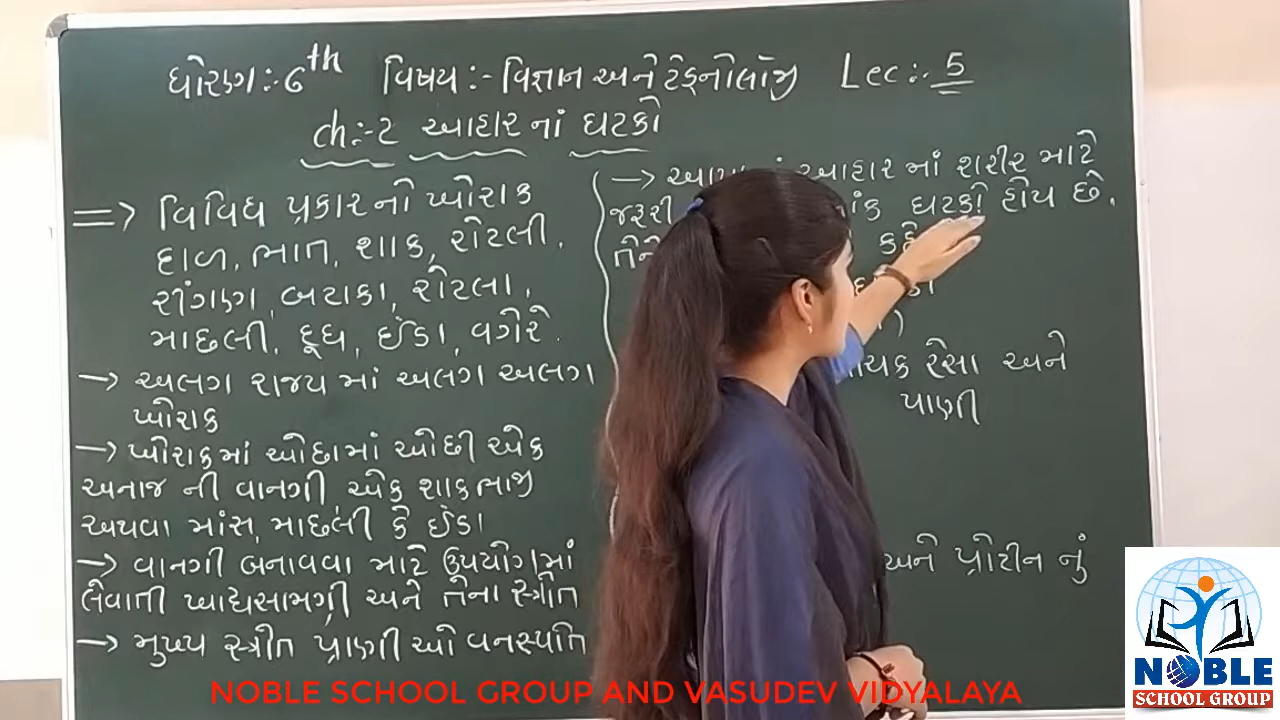 ધોરણ:-6th વિષય:- વિજ્ઞાન અને ટેકનોલૉજી Lec:- 5
ch:-2 આહાર નાં ઘટકો
=> વિવિધ પ્રકાર નો ખોરાક
દાળ, ભાત, શાક, રોટલી,
રીંગણ, બટાકા, રોટલા,
માછલી, દૂધ, ઈંડા, વગેરે.
-> અલગ રાજય માં અલગ અલગ
ખોરાક
-> ખોરાકમાં ઓછામાં ઓછી એક
અનાજ ની વાનગી એક શાકભાજી
અથવા માંસ, માછલી કે ઈંડા
-> વાનગી બનાવવા માટે ઉપયોગમાં
લેવાતી ખાદ્યસામગ્રી અને તેના સ્ત્રોત
-> મુખ્ય સ્ત્રોત પ્રાણી ઓ વનસ્પતિ
-> આહાર નાં શરીર માટે
જરૂરી ઘટકો હોય છે.
રેસા અને
પાણી
અને પ્રોટીન નું
NOBLE SCHOOL GROUP AND VASUDEV VIDYALAYA
NOBLE
SCHOOL GROUP